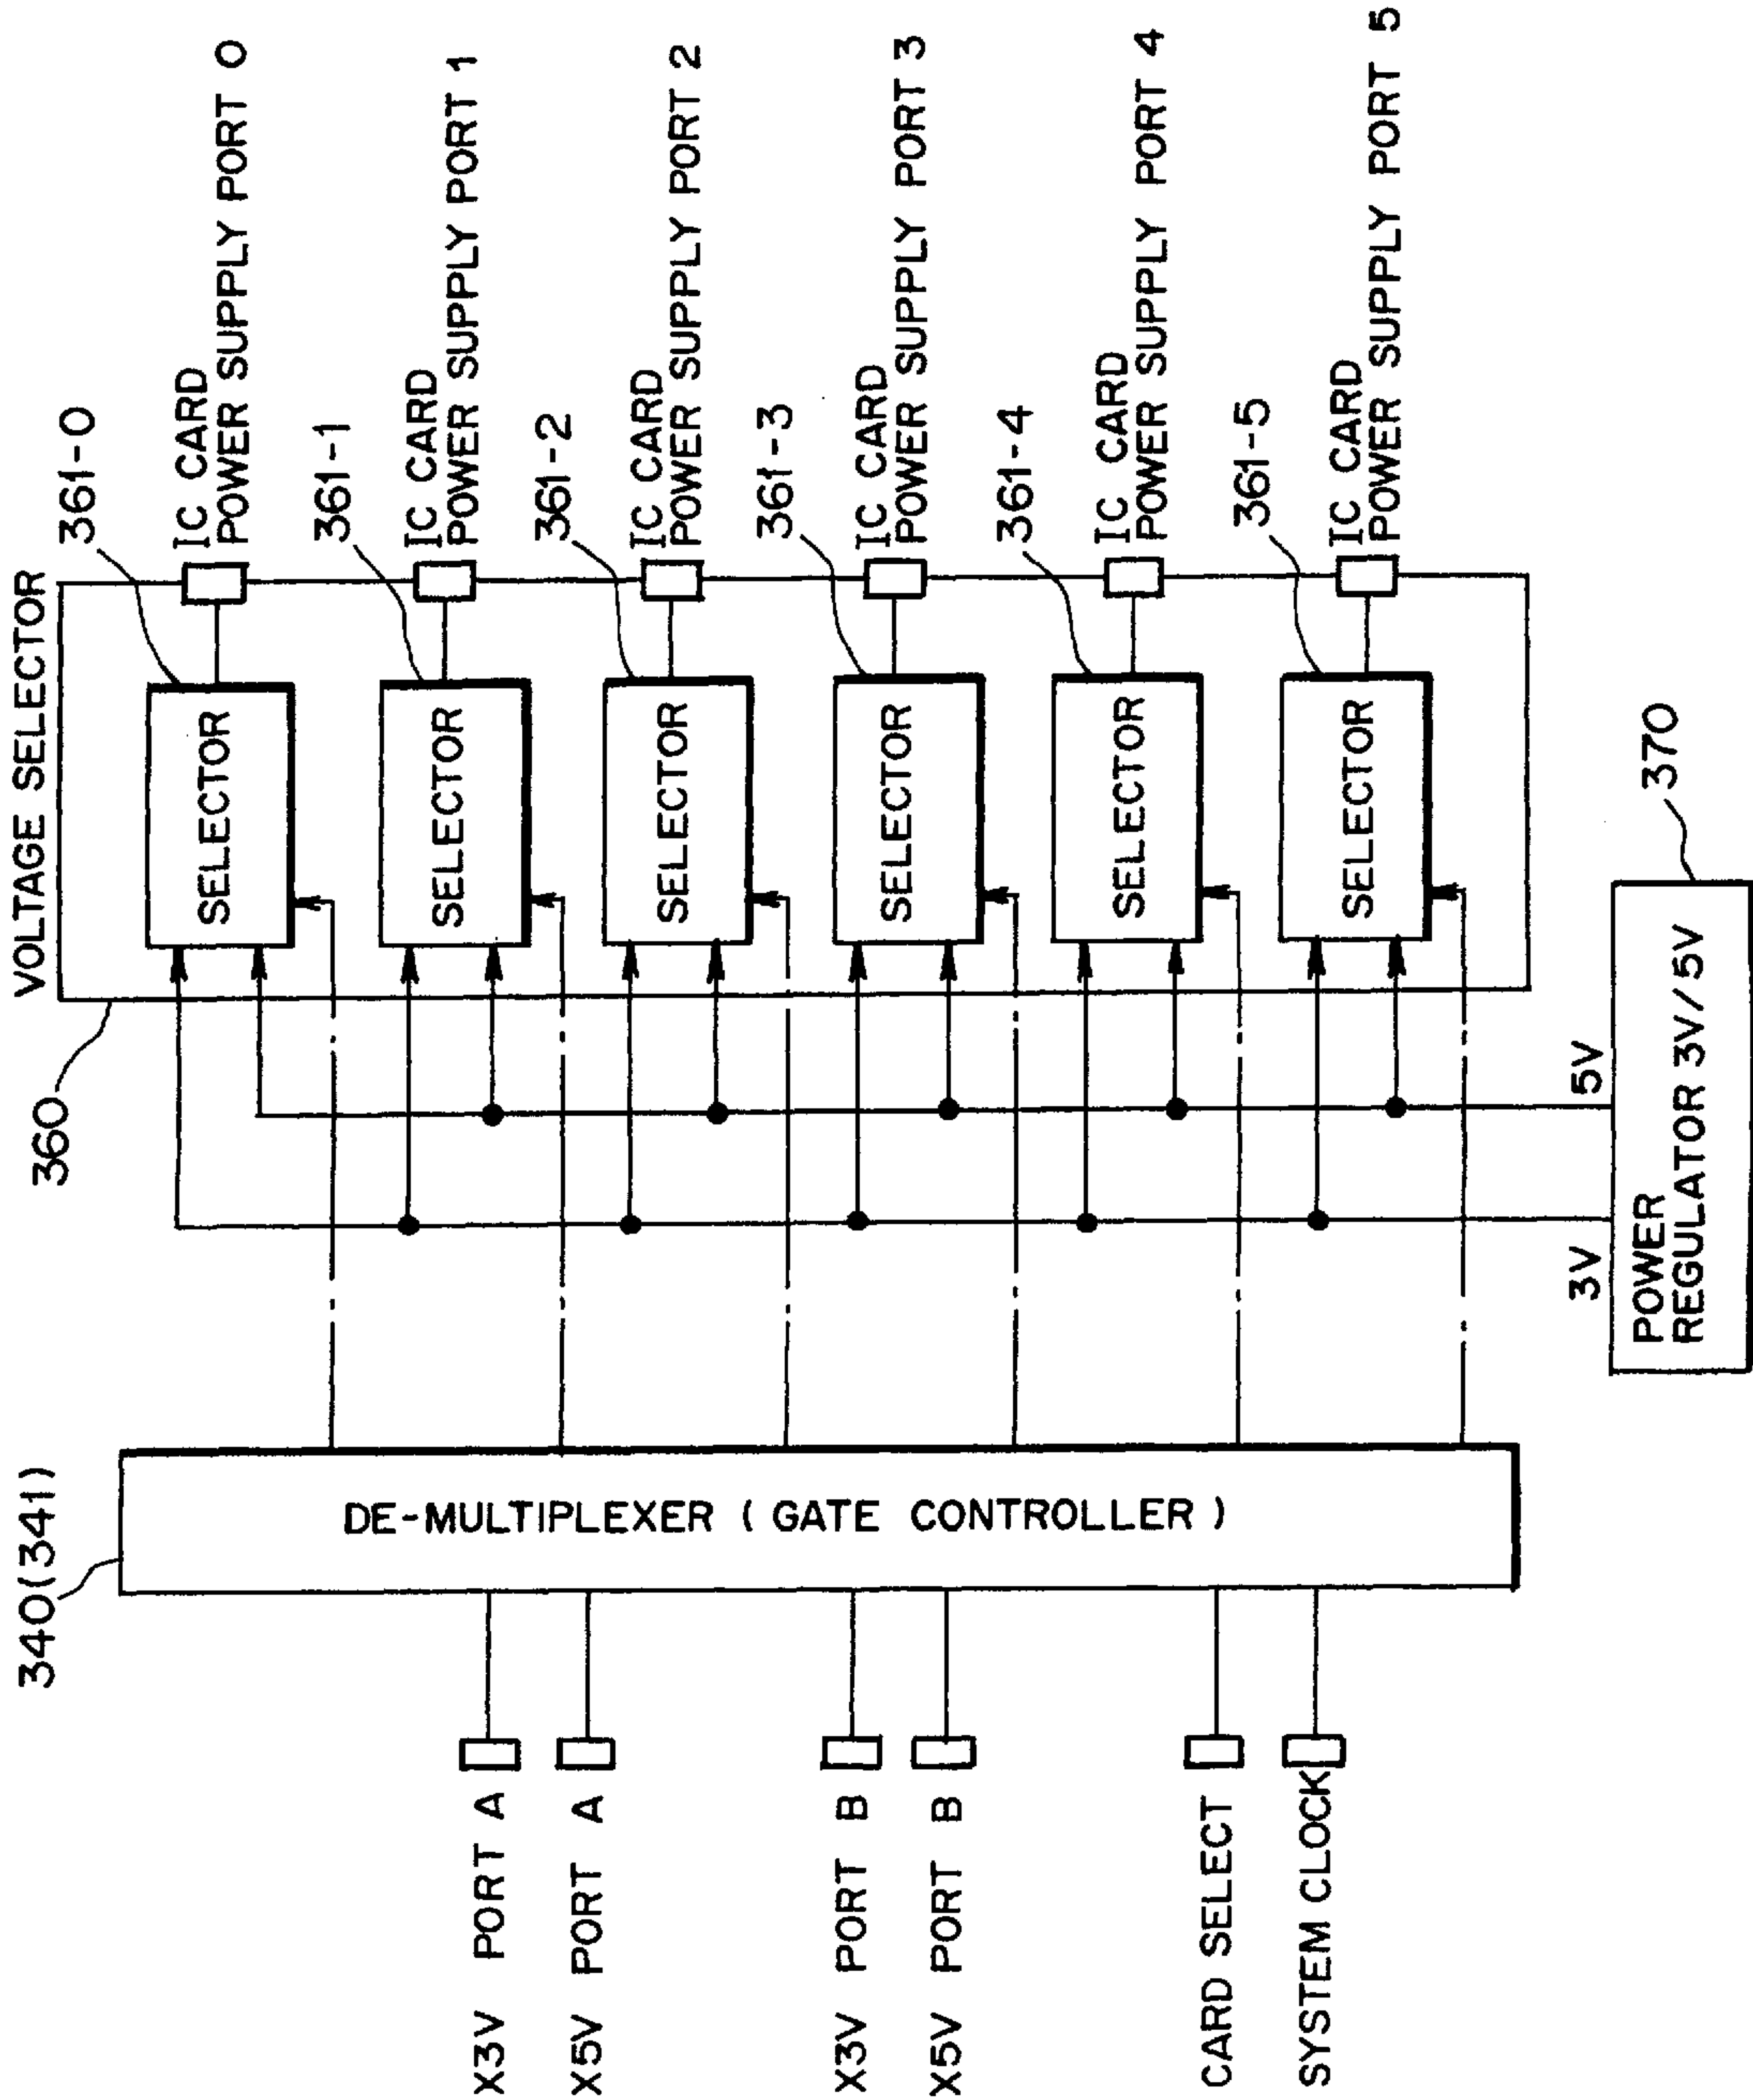 VOLTAGE SELECTOR
360
340(341)
361-0
IC CARD
POWER SUPPLY PORT 0
SELECTOR
361-1
IC CARD
POWER SUPPLY PORT 1
SELECTOR
361-2
IC CARD
POWER SUPPLY PORT 2
SELECTOR
361-3
IC CARD
POWER SUPPLY PORT 3
SELECTOR
361-4
IC CARD
POWER SUPPLY PORT 4
SELECTOR
361-5
IC CARD
POWER SUPPLY PORT 5
SELECTOR
DE-MULTIPLEXER (GATE CONTROLLER)
X3V PORT A
X5V PORT A
X3V PORT B
X5V PORT B
CARD SELECT
SYSTEM CLOCK
3V
5V
POWER
REGULATOR 3V/5V
370